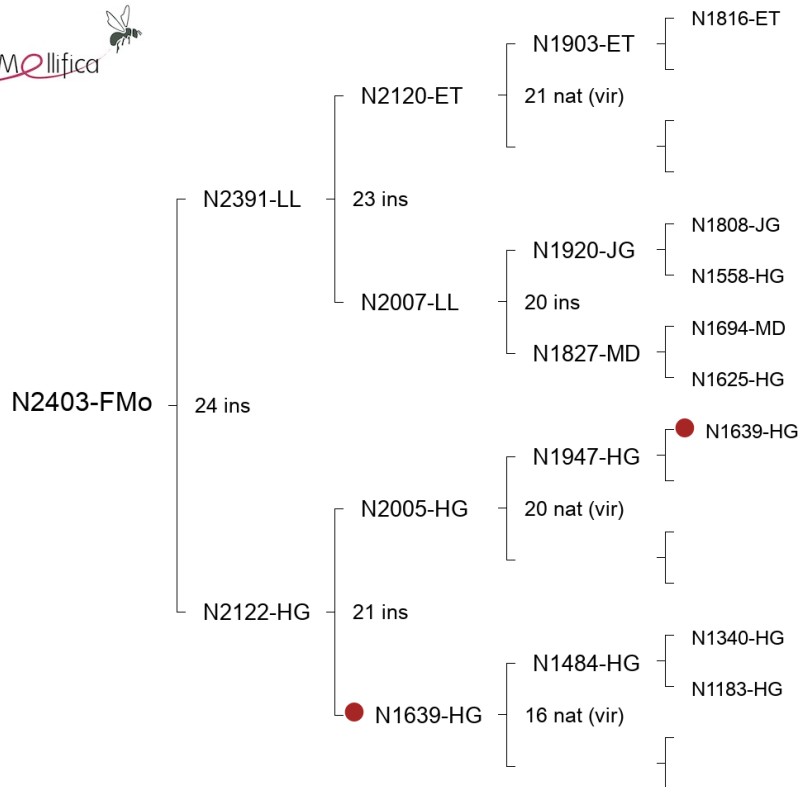 Mellifica
N1816-ET
N1903-ET
N2120-ET
21 nat (vir)
N2391-LL
23 ins
N1808-JG
N1920-JG
N1558-HG
N2007-LL
20 ins
N1694-MD
N1827-MD
N1625-HG
N2403-FMo
24 ins
N1639-HG
N1947-HG
N2005-HG
20 nat (vir)
N2122-HG
21 ins
N1340-HG
N1484-HG
N1183-HG
N1639-HG
16 nat (vir)